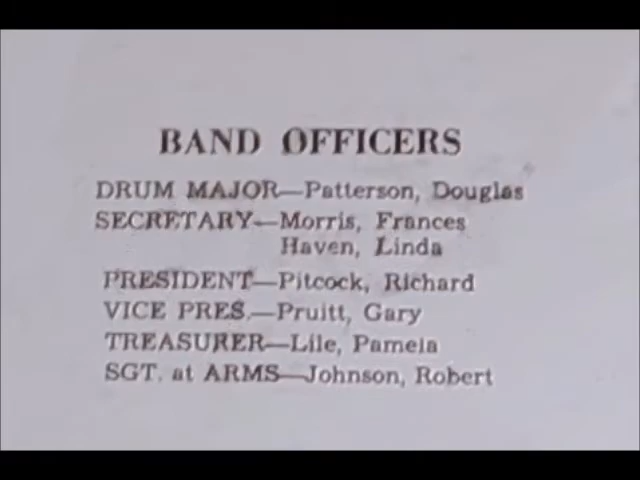 BAND OFFICERS
DRUM MAJOR—Patterson, Douglas
SECRETARY—Morris, Frances
Haven, Linda
PRESIDENT—Pitcock, Richard
VICE PRES.—Pruitt, Gary
TREASURER—Lile, Pamela
SGT. at ARMS—Johnson, Robert